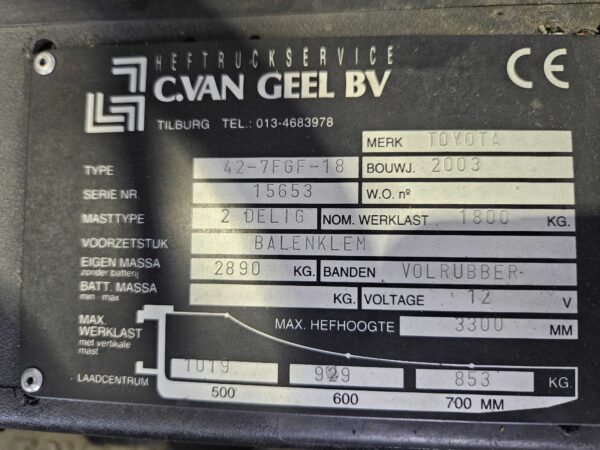 HEFTRUCKSERVICE
C.VAN GEEL BV
CE
TILBURG TEL.: 013-4683978
MERK TOYOTA
TYPE 42-7FGF-18 BOUWJ. 2003
SERIE NR. 15653 W.O. nº
MASTTYPE 2 DELIG NOM. WERKLAST 1800 KG.
VOORZETSTUK BALENKLEM
EIGEN MASSA zonder batterij 2890 KG. BANDEN VOLRUBBER
BATT. MASSA min - max KG. VOLTAGE 12 V
MAX. HEFHOOGTE 3300 MM
MAX.
WERKLAST
met vertikale
mast
LAADCENTRUM 1019 929 853 KG.
500 600 700 MM